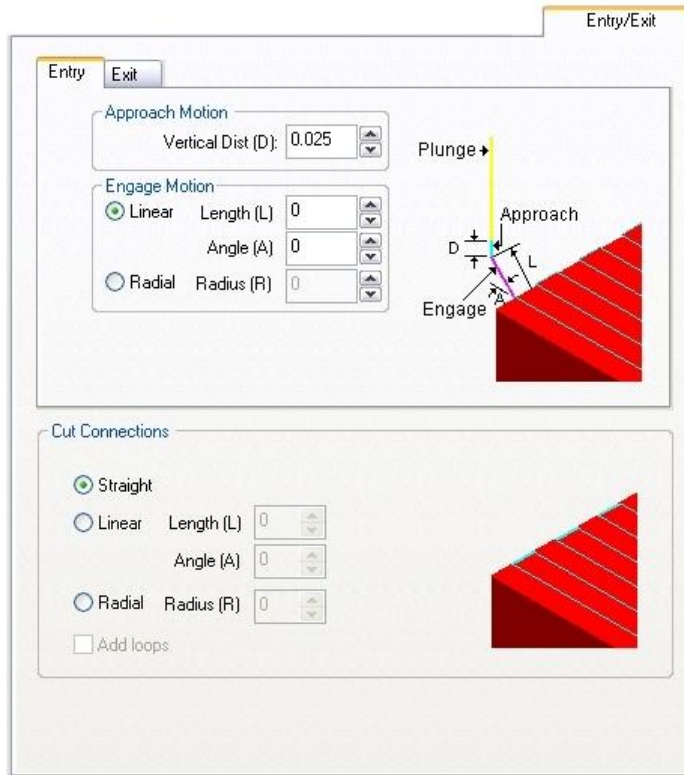 Entry/Exit
Entry
Exit
Approach Motion
Vertical Dist (D): 0.025
Engage Motion
Linear Length (L) 0
Angle (A) 0
Radial Radius (R) 0
Plunge
Approach
D
L
A
Engage
Cut Connections
Straight
Linear Length (L) 0
Angle (A) 0
Radial Radius (R) 0
Add loops